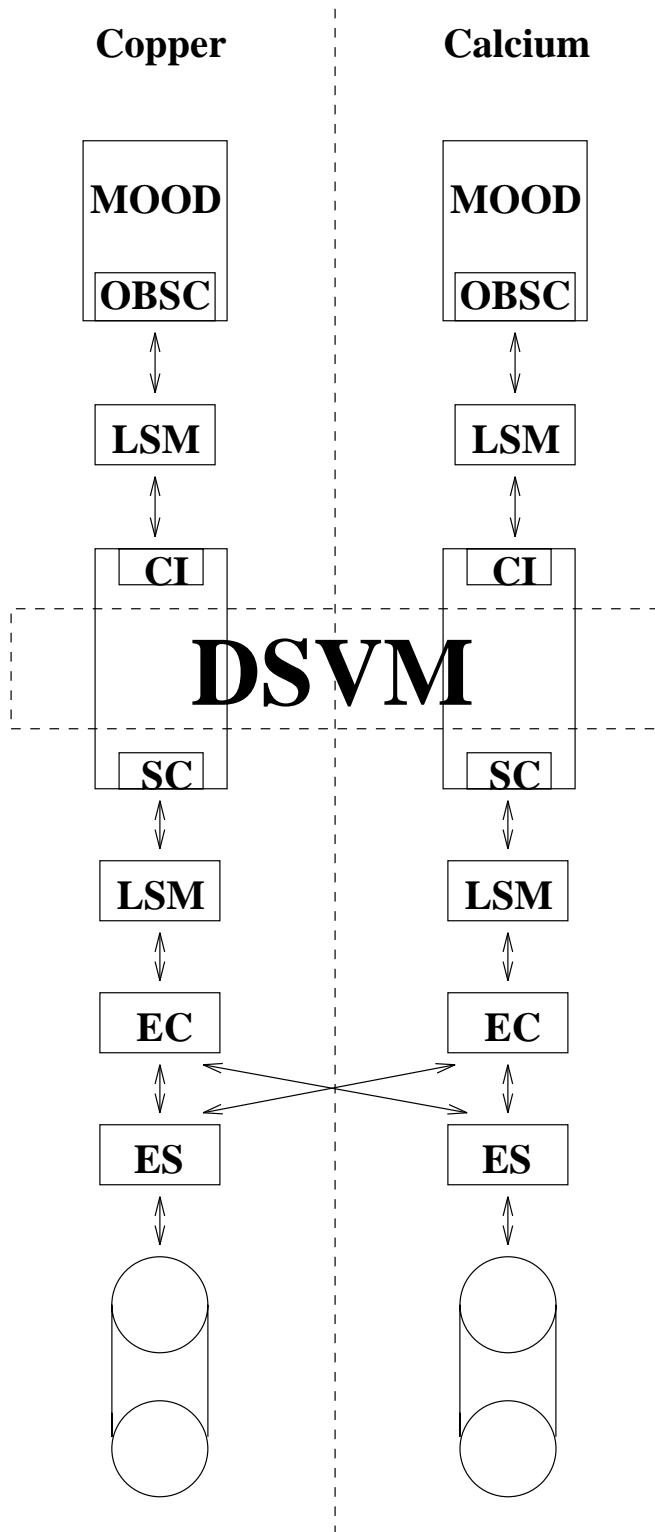 Copper Calcium
MOOD MOOD
OBSC OBSC
LSM LSM
CI CI
DSVM
SC SC
LSM LSM
EC EC
ES ES